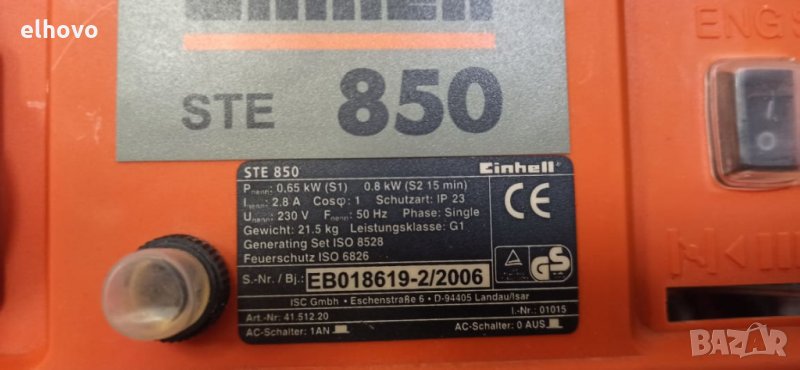 elhovo
EINHELL
STE 850
ENG S
STE 850
Einhell
Pnenn: 0.65 kW (S1) 0.8 kW (S2 15 min)
Inenn: 2.8 A Cosφ: 1 Schutzart: IP 23
Unenn: 230 V Fnenn: 50 Hz Phase: Single
Gewicht: 21.5 kg Leistungsklasse: G1
Generating Set ISO 8528
Feuerschutz ISO 6826
CE
GS
S.-Nr. / Bj.: EB018619-2/2006
ISC Gmbh · Eschenstraße 6 · D-94405 Landau/Isar
Art.-Nr: 41.512.20 I.-Nr.: 01015
AC-Schalter: 1AN AC-Schalter: 0 AUS
BAZAR